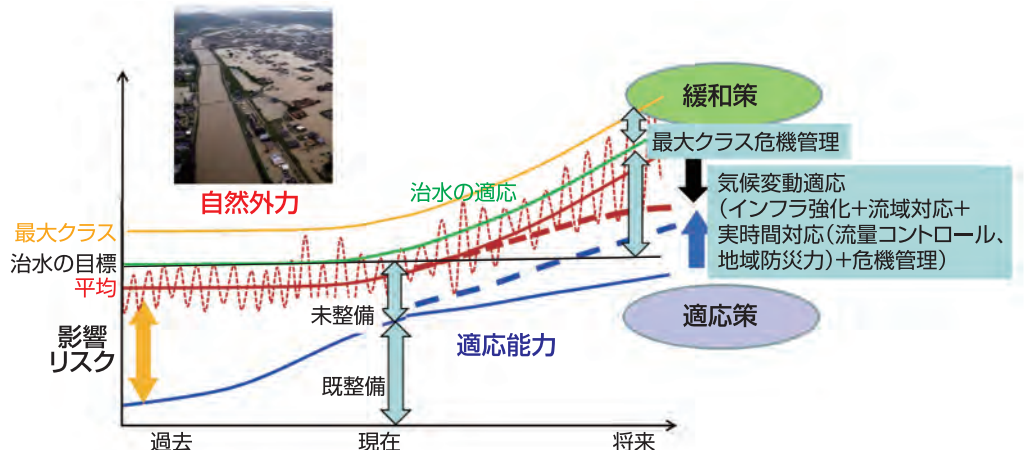 緩和策
最大クラス危機管理
自然外力
治水の適応
気候変動適応
（インフラ強化+流域対応+
実時間対応（流量コントロール、
地域防災力）+危機管理）
最大クラス
治水の目標
平均
影響
リスク
未整備
適応能力
適応策
既整備
過去
現在
将来